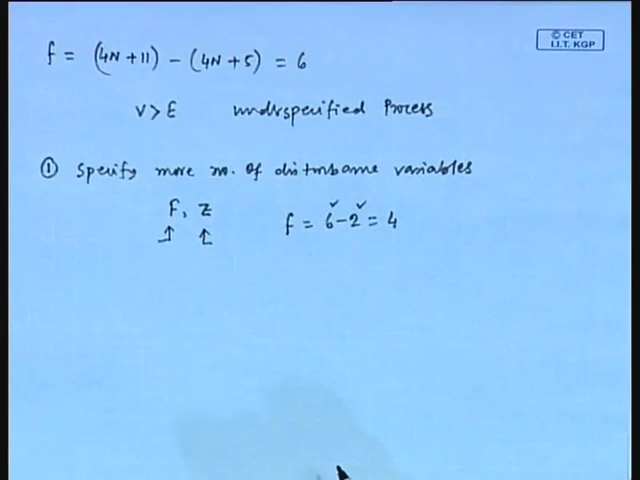 © CET
I.I.T. KGP
f = (4N + 11) - (4N + 5) = 6
V > E underspecified Process
① Specify more no. of disturbance variables
F, Z f = 6 - 2 = 4